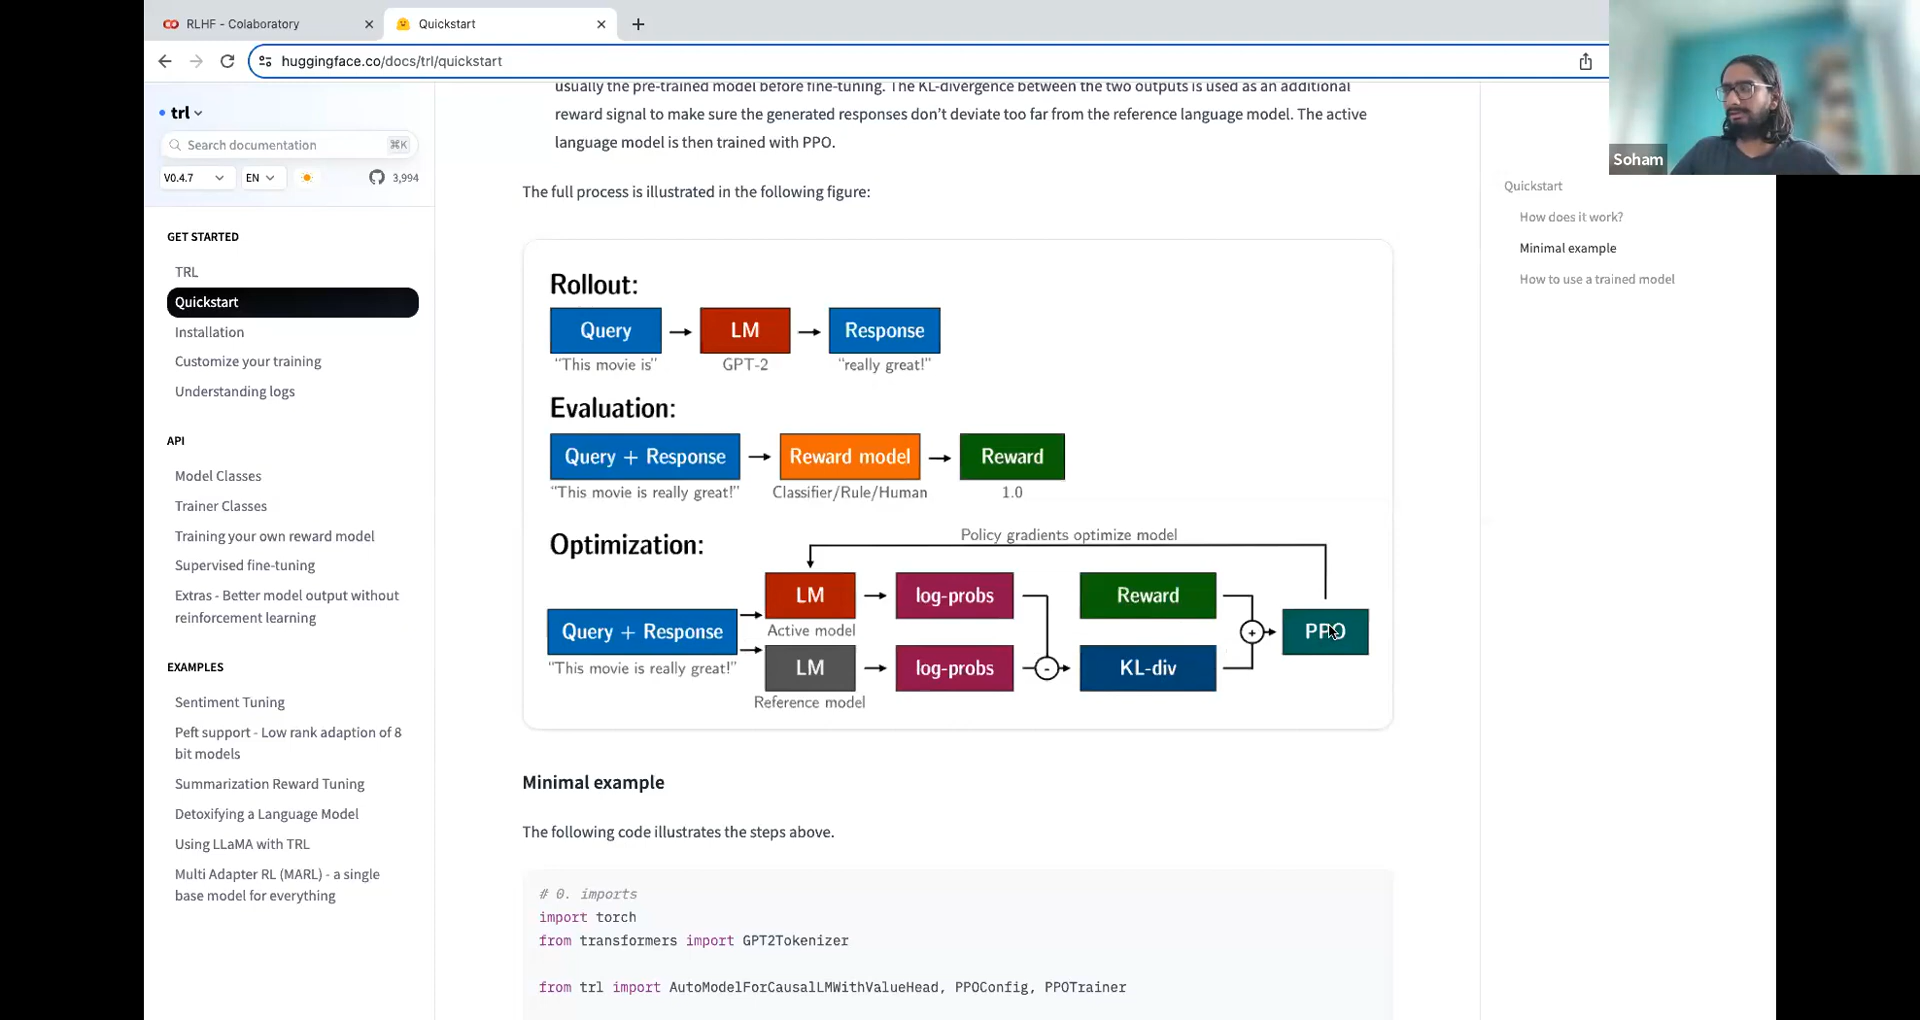 RLHF - Colaboratory
Quickstart
huggingface.co/docs/trl/quickstart
Soham
trl
Search documentation
⌘K
V0.4.7
EN
3,994
GET STARTED
TRL
Quickstart
Installation
Customize your training
Understanding logs
API
Model Classes
Trainer Classes
Training your own reward model
Supervised fine-tuning
Extras - Better model output without
reinforcement learning
EXAMPLES
Sentiment Tuning
Peft support - Low rank adaption of 8
bit models
Summarization Reward Tuning
Detoxifying a Language Model
Using LLaMA with TRL
Multi Adapter RL (MARL) - a single
base model for everything
usually the pre-trained model before fine-tuning. The KL-divergence between the two outputs is used as an additional
reward signal to make sure the generated responses don’t deviate too far from the reference language model. The active
language model is then trained with PPO.
The full process is illustrated in the following figure:
Rollout:
Query
LM
Response
“This movie is”
GPT-2
“really great!”
Evaluation:
Query + Response
Reward model
Reward
“This movie is really great!”
Classifier/Rule/Human
1.0
Optimization:
Policy gradients optimize model
LM
log-probs
Reward
Query + Response
Active model
+
PPO
“This movie is really great!”
LM
log-probs
-
KL-div
Reference model
Minimal example
The following code illustrates the steps above.
# 0. imports
import torch
from transformers import GPT2Tokenizer
from trl import AutoModelForCausalLMWithValueHead, PPOConfig, PPOTrainer
Quickstart
How does it work?
Minimal example
How to use a trained model